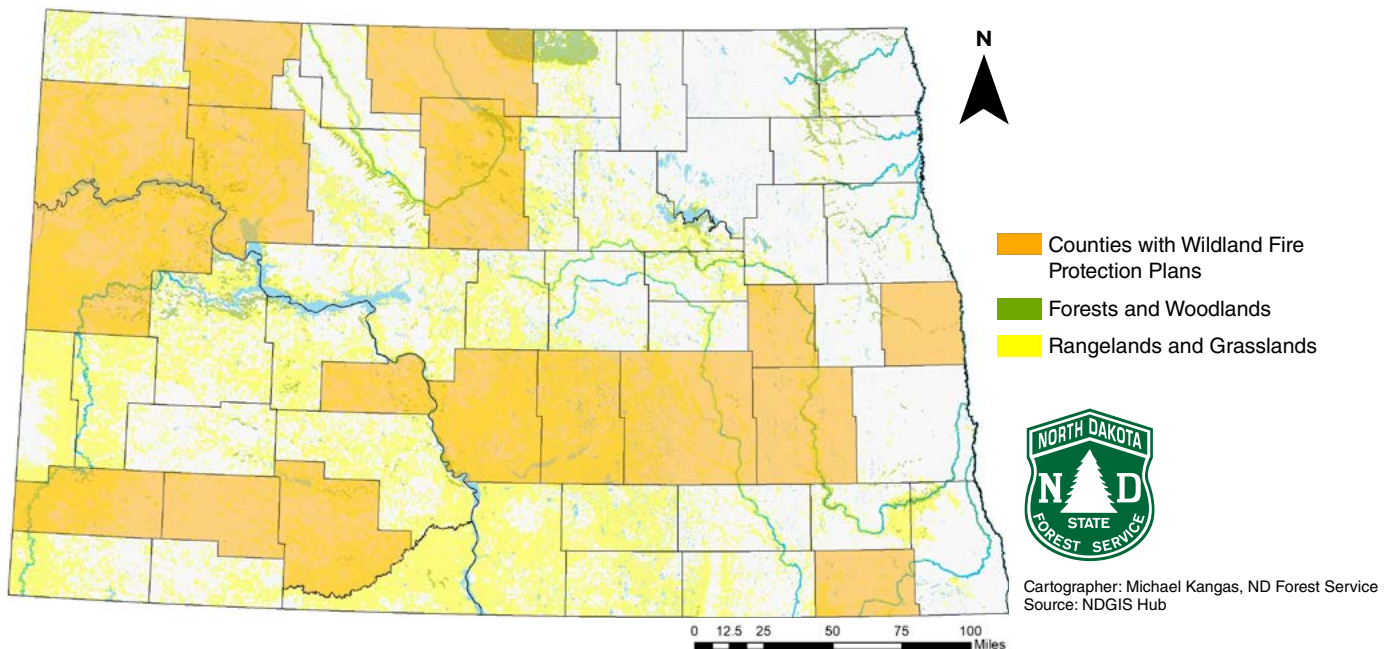 N
Counties with Wildland Fire
Protection Plans
Forests and Woodlands
Rangelands and Grasslands
NORTH DAKOTA
N D
STATE
FOREST SERVICE
Cartographer: Michael Kangas, ND Forest Service
Source: NDGIS Hub
0 12.5 25 50 75 100
Miles